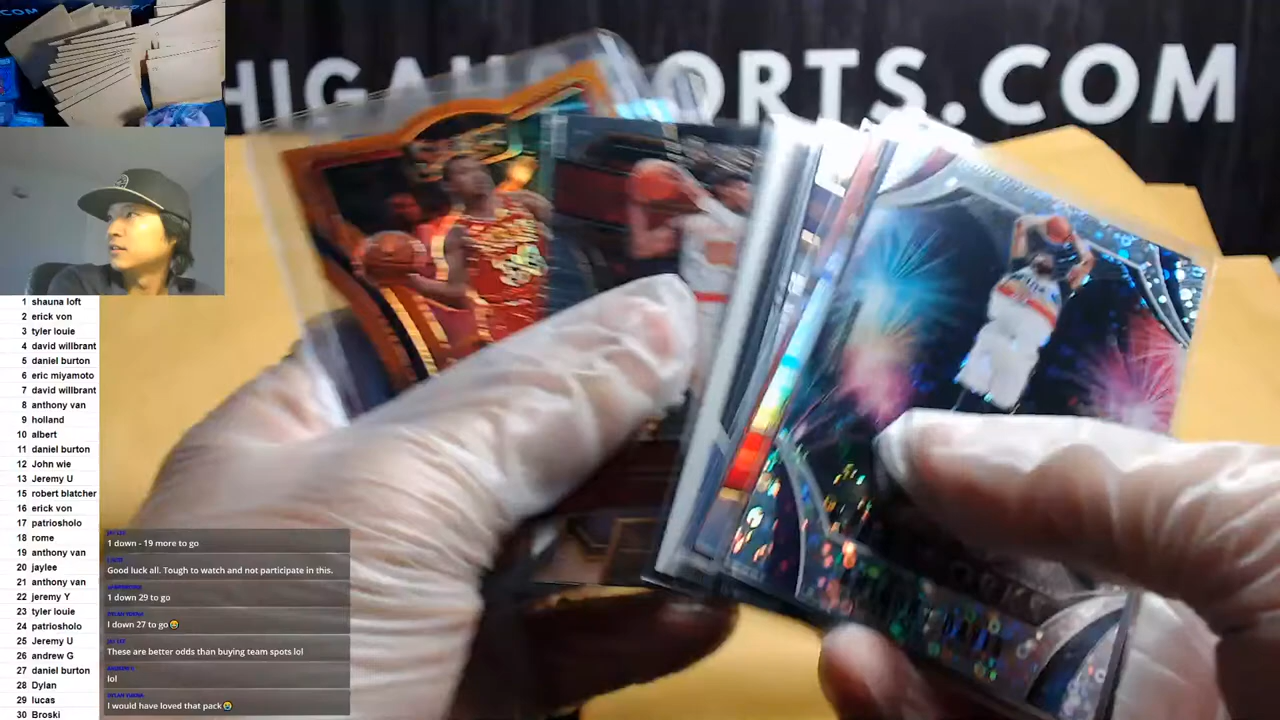 COM
HIGAHSPORTS.COM
1 shauna loft
2 erick von
3 tyler louie
4 david willbrant
5 daniel burton
6 eric miyamoto
7 david willbrant
8 anthony van
9 holland
10 albert
11 daniel burton
12 John wie
13 Jeremy U
15 robert blatcher
16 erick von
17 patriosholo
18 rome
19 anthony van
20 jaylee
21 anthony van
22 jeremy Y
23 tyler louie
24 patriosholo
25 Jeremy U
26 andrew G
27 daniel burton
28 Dylan
29 lucas
30 Broski
1 down - 19 more to go
Good luck all. Tough to watch and not participate in this.
1 down 29 to go
I down 27 to go😂
These are better odds than buying team spots lol
lol
I would have loved that pack😂